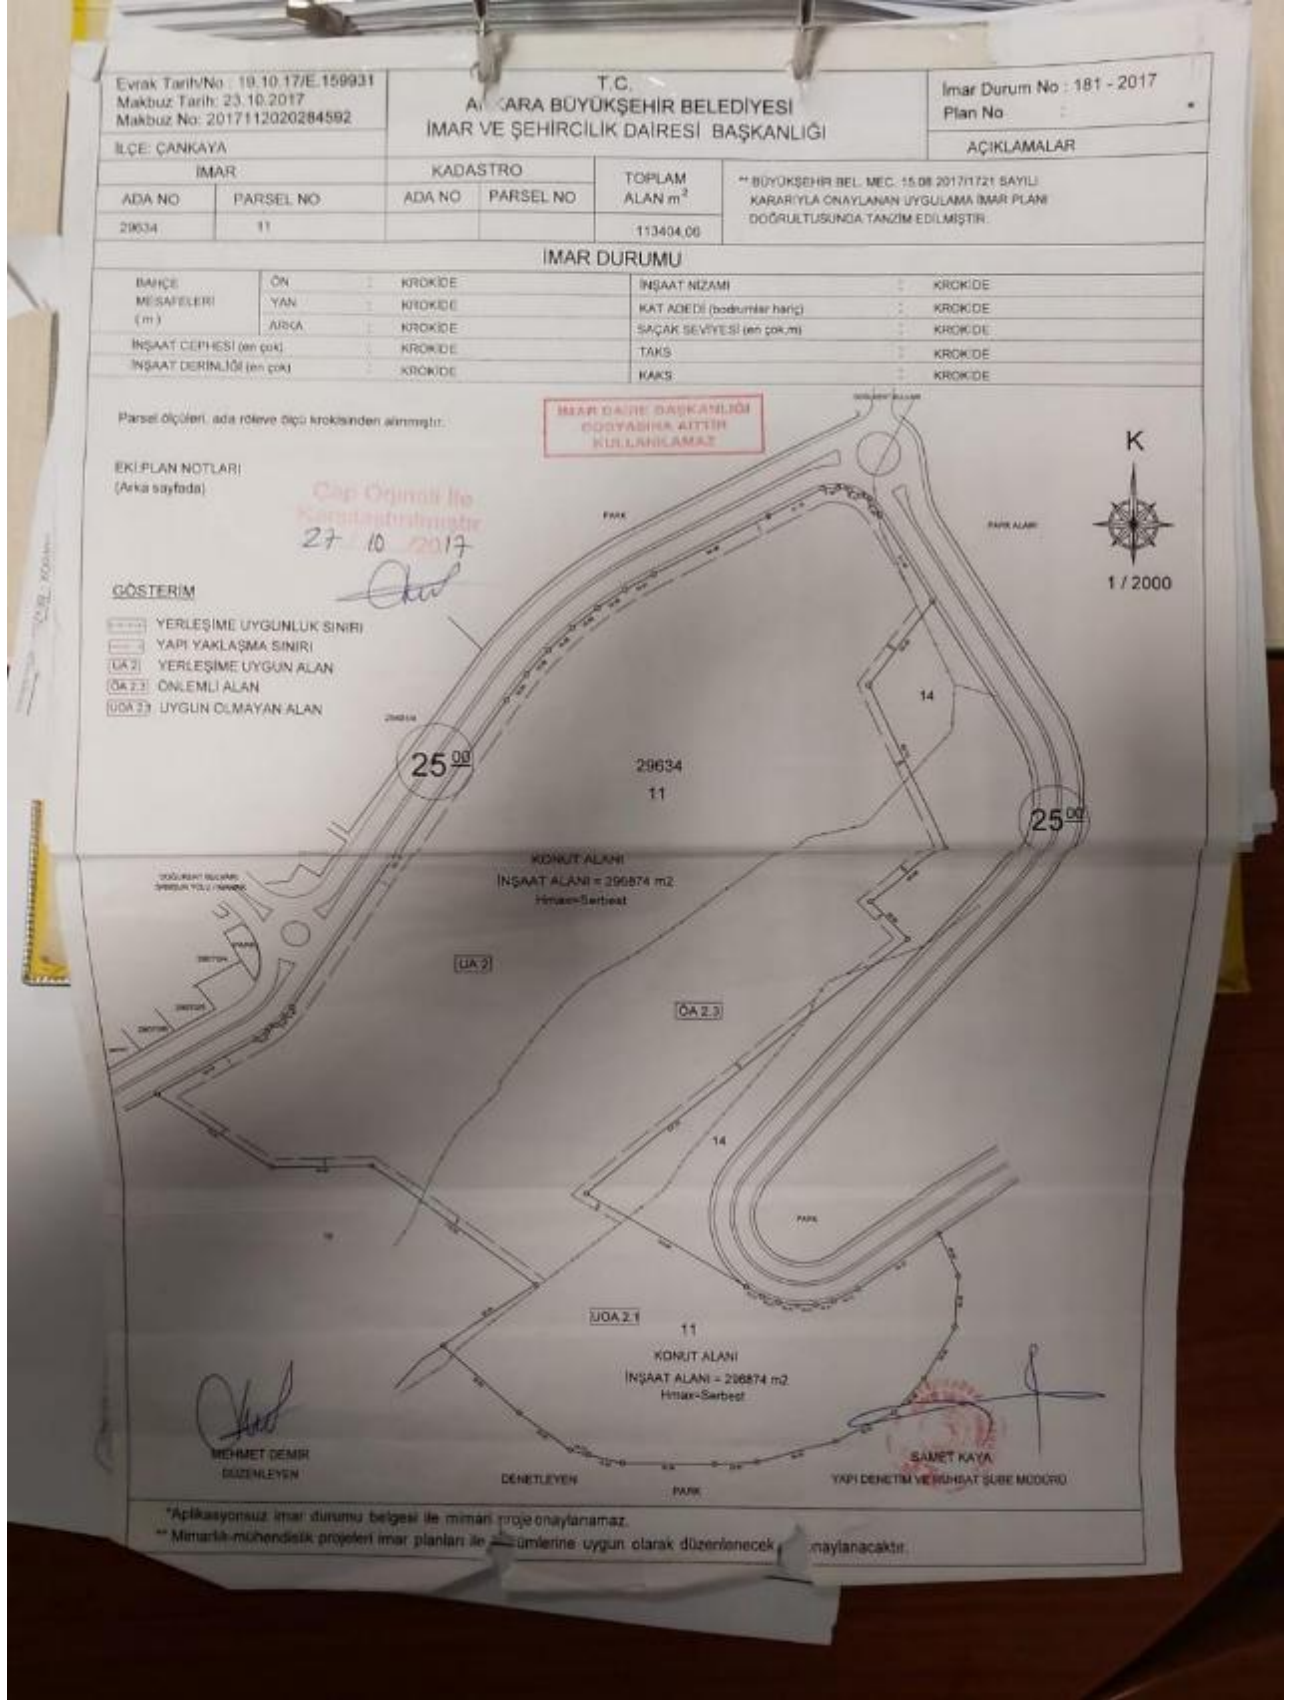 Evrak Tarih/No : 19.10.17/E.159931
Makbuz Tarih: 23.10.2017
Makbuz No: 2017112020284592
İLÇE: ÇANKAYA
T.C.
ANKARA BÜYÜKŞEHİR BELEDİYESİ
İMAR VE ŞEHİRCİLİK DAİRESİ BAŞKANLIĞI
İmar Durum No : 181 - 2017
Plan No :
AÇIKLAMALAR
İMAR
KADASTRO
TOPLAM ALAN m²
ADA NO PARSEL NO ADA NO PARSEL NO
29634 11 113404,06
** BÜYÜKŞEHİR BEL. MEC. 15.08.2017/1721 SAYILI
KARARIYLA ONAYLANAN UYGULAMA İMAR PLANI
DOĞRULTUSUNDA TANZİM EDİLMİŞTİR.
İMAR DURUMU
BAHÇE MESAFELERİ (m)
ÖN : KROKİDE
YAN : KROKİDE
ARKA : KROKİDE
İNŞAAT CEPHESİ (en çok) : KROKİDE
İNŞAAT DERİNLİĞİ (en çok) : KROKİDE
İNŞAAT NİZAMI : KROKİDE
KAT ADEDİ (bodrumlar hariç) : KROKİDE
SAÇAK SEVİYESİ (en çok.m) : KROKİDE
TAKS : KROKİDE
KAKS : KROKİDE
Parsel ölçüleri, ada röleve ölçü krokisinden alınmıştır.
İMAR DAİRE BAŞKANLIĞI
DOSYASINA AİTTİR
KULLANILAMAZ
EKİ:PLAN NOTLARI
(Arka sayfada)
Çap Orjinali İle
Karşılaştırılmıştır
27 10 2017
K
1 / 2000
GÖSTERİM
YERLEŞİME UYGUNLUK SINIRI
YAPI YAKLAŞMA SINIRI
UA 2 YERLEŞİME UYGUN ALAN
ÖA 2.3 ÖNLEMLİ ALAN
UOA 2.1 UYGUN OLMAYAN ALAN
PARK
PARK ALANI
14
25 00
29634
11
25 00
KONUT ALANI
İNŞAAT ALANI = 296874 m2
Hmax=Serbest
PARK
UA 2
ÖA 2.3
14
PARK
UOA 2.1
11
KONUT ALANI
İNŞAAT ALANI = 296874 m2
Hmax=Serbest
MEHMET DEMİR
DÜZENLEYEN
DENETLEYEN
PARK
SAMET KAYA
YAPI DENETİM VE RUHSAT ŞUBE MÜDÜRÜ
*Aplikasyonsuz imar durumu belgesi ile mimari proje onaylanamaz.
** Mimarlık-mühendislik projeleri imar planları ile uygun olarak düzenlenecek